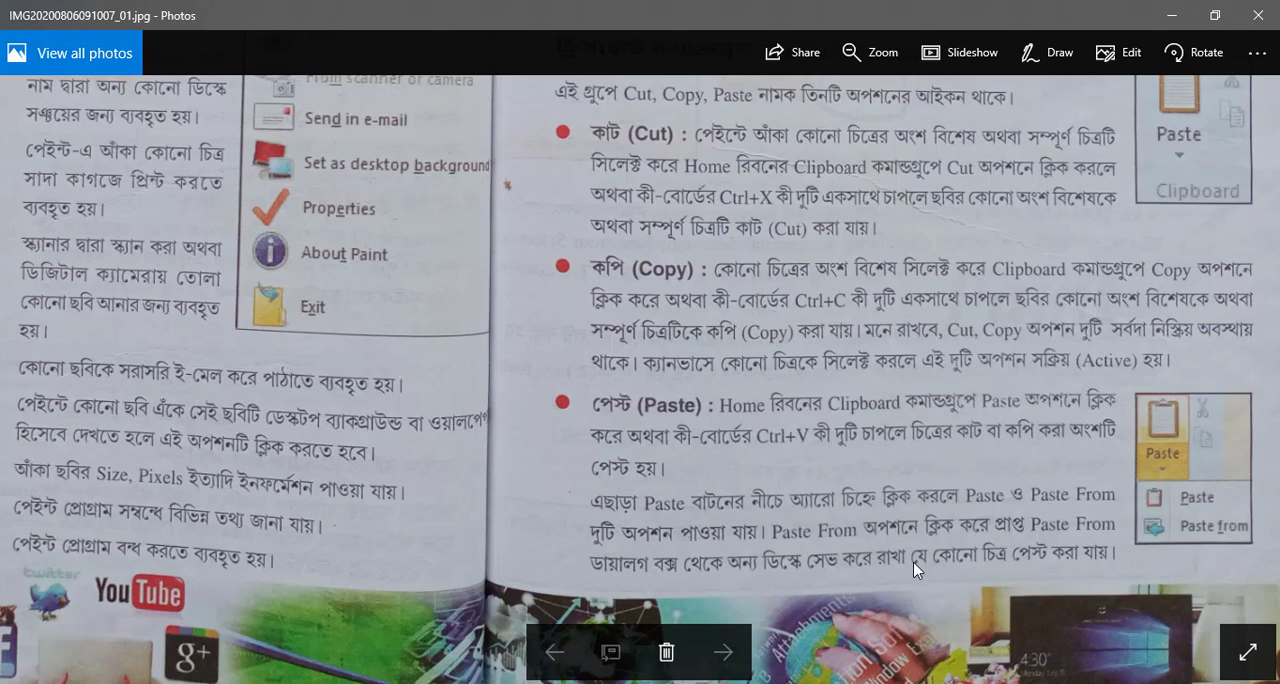 IMG20200806091007_01.jpg - Photos
View all photos
Share
Zoom
Slideshow
Draw
Edit
Rotate
নাম দ্বারা অন্য কোনো ডিস্কে
সঞ্চয়ের জন্য ব্যবহৃত হয়।
পেইন্ট-এ আঁকা কোনো চিত্র
সাদা কাগজে প্রিন্ট করতে
ব্যবহৃত হয়।
স্ক্যানার দ্বারা স্ক্যান করা অথবা
ডিজিটাল ক্যামেরায় তোলা
কোনো ছবি আনার জন্য ব্যবহৃত
হয়।
কোনো ছবিকে সরাসরি ই-মেল করে পাঠাতে ব্যবহৃত হয়।
পেইন্টে কোনো ছবি এঁকে সেই ছবিটি ডেস্কটপ ব্যাকগ্রাউন্ড বা
হিসেবে দেখতে হলে এই অপশনটি ক্লিক করতে হবে।
আঁকা ছবির Size, Pixels ইত্যাদি ইনফর্মেশন পাওয়া যায়।
পেইন্ট প্রোগ্রাম সম্বন্ধে বিভিন্ন তথ্য জানা যায়।
পেইন্ট প্রোগ্রাম বন্ধ করতে ব্যবহৃত হয়।
From scanner or camera
Send in e-mail
Set as desktop background
Properties
About Paint
Exit
twitter
YouTube
g+
এই গ্রুপে Cut, Copy, Paste নামক তিনটি অপশনের আইকন থাকে।
● কাট (Cut) : পেইন্টে আঁকা কোনো চিত্রের অংশ বিশেষ অথবা সম্পূর্ণ চিত্রটি
সিলেক্ট করে Home রিবনের Clipboard কমান্ডগ্রুপে Cut অপশনে ক্লিক করলে
অথবা কী-বোর্ডের Ctrl+X কী দুটি একসাথে চাপলে ছবির কোনো অংশ বিশেষকে
অথবা সম্পূর্ণ চিত্রটি কাট (Cut) করা যায়।
Paste
Clipboard
● কপি (Copy) : কোনো চিত্রের অংশ বিশেষ সিলেক্ট করে Clipboard কমান্ডগ্রুপে Copy অপশনে
ক্লিক করে অথবা কী-বোর্ডের Ctrl+C কী দুটি একসাথে চাপলে ছবির কোনো অংশ বিশেষকে অথবা
সম্পূর্ণ চিত্রটিকে কপি (Copy) করা যায়। মনে রাখবে, Cut, Copy অপশন দুটি সর্বদা নিষ্ক্রিয় অবস্থায়
থাকে। ক্যানভাসে কোনো চিত্রকে সিলেক্ট করলে এই দুটি অপশন সক্রিয় (Active) হয়।
● পেস্ট (Paste) : Home রিবনের Clipboard কমান্ডগ্রুপে Paste অপশনে ক্লিক
করে অথবা কী-বোর্ডের Ctrl+V কী দুটি চাপলে চিত্রের কাট বা কপি করা অংশটি
পেস্ট হয়।
এছাড়া Paste বাটনের নীচে অ্যারো চিহ্নে ক্লিক করলে Paste ও Paste From
দুটি অপশন পাওয়া যায়। Paste From অপশনে ক্লিক করে প্রাপ্ত Paste From
ডায়ালগ বক্স থেকে অন্য ডিস্কে সেভ করে রাখা যে কোনো চিত্র পেস্ট করা যায়।
Paste
Paste
Paste from
Attachments
4:30